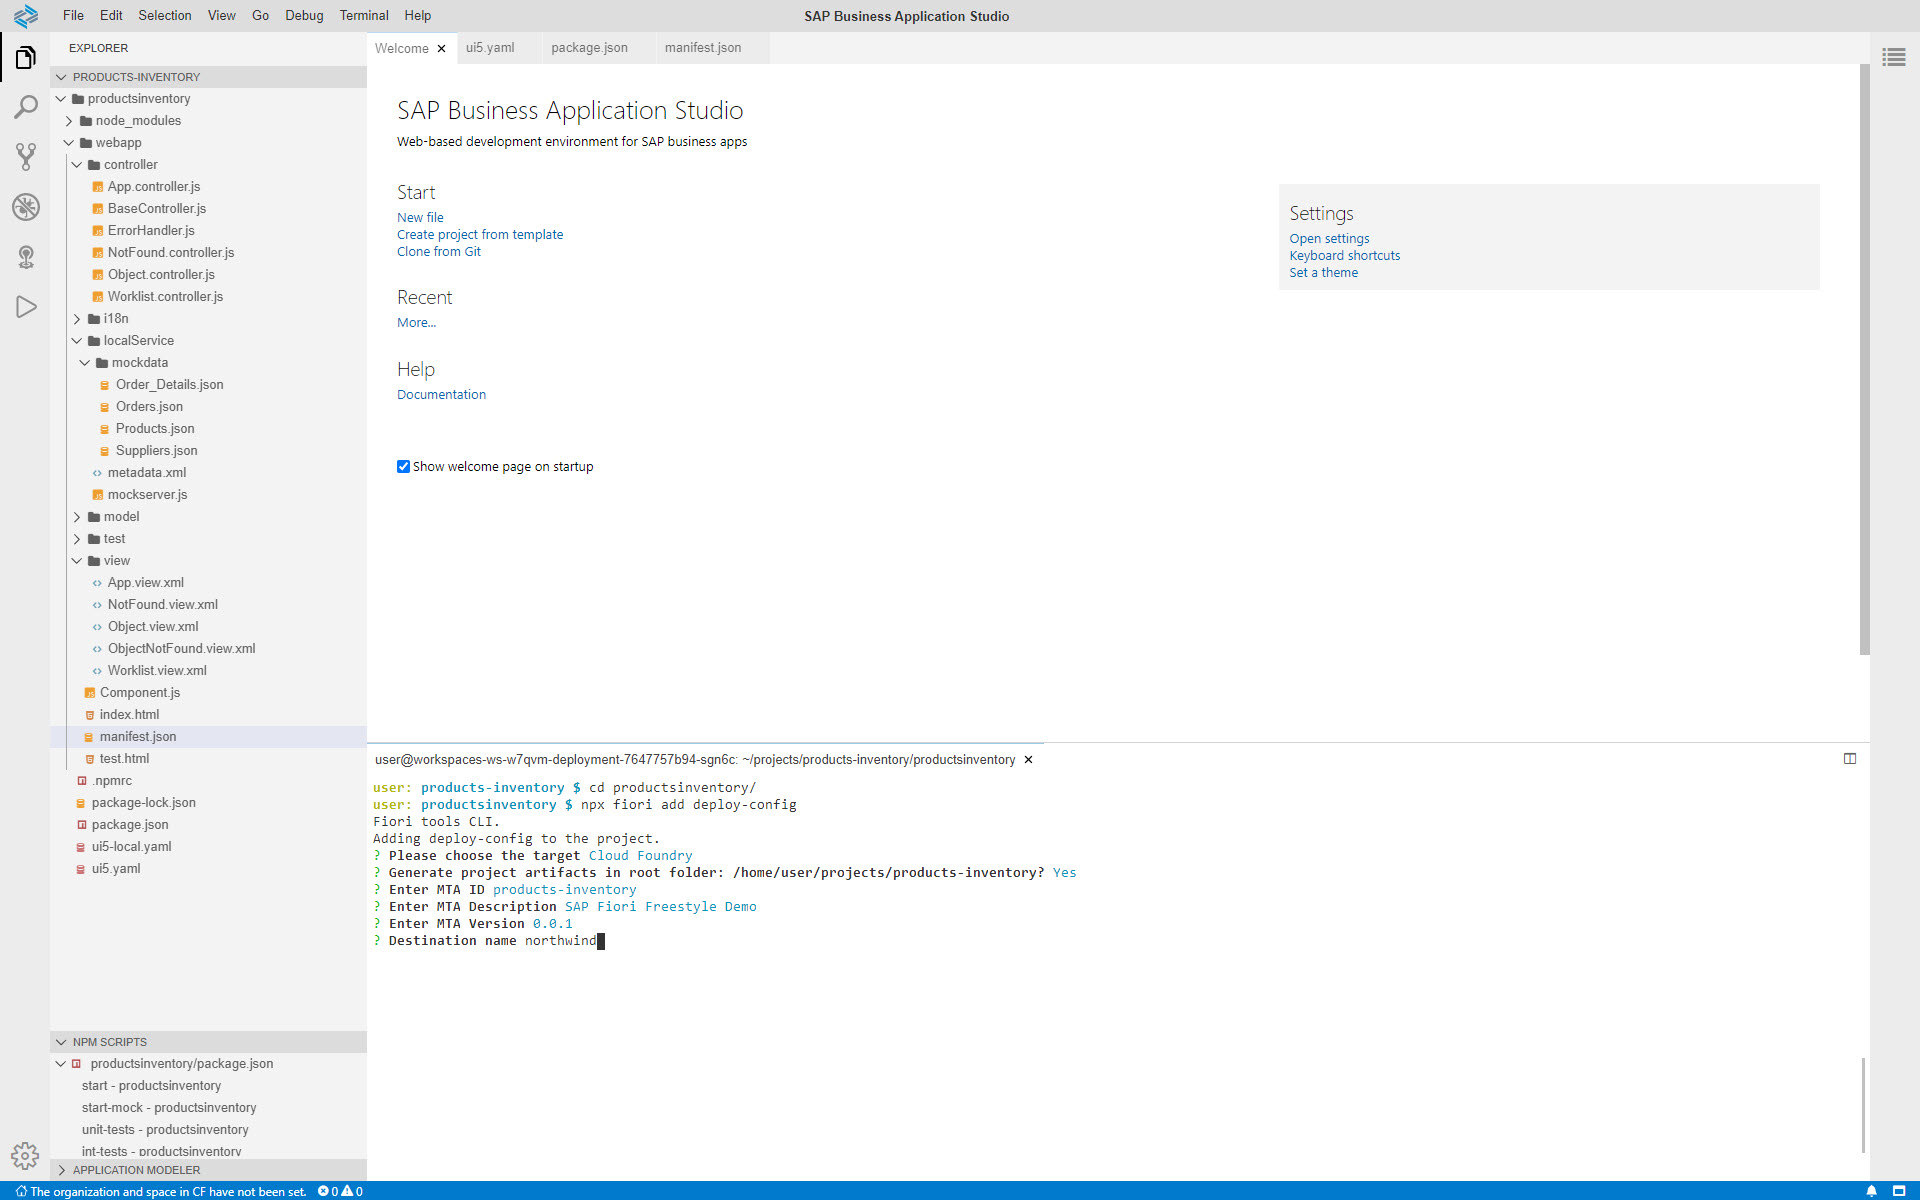 File Edit Selection View Go Debug Terminal Help
SAP Business Application Studio
EXPLORER
PRODUCTS-INVENTORY
productsinventory
node_modules
webapp
controller
App.controller.js
BaseController.js
ErrorHandler.js
NotFound.controller.js
Object.controller.js
Worklist.controller.js
i18n
localService
mockdata
Order_Details.json
Orders.json
Products.json
Suppliers.json
metadata.xml
mockserver.js
model
test
view
App.view.xml
NotFound.view.xml
Object.view.xml
ObjectNotFound.view.xml
Worklist.view.xml
Component.js
index.html
manifest.json
test.html
.npmrc
package-lock.json
package.json
ui5-local.yaml
ui5.yaml
NPM SCRIPTS
productsinventory/package.json
start - productsinventory
start-mock - productsinventory
unit-tests - productsinventory
int-tests - productsinventory
APPLICATION MODELER
Welcome ui5.yaml package.json manifest.json
SAP Business Application Studio
Web-based development environment for SAP business apps
Start
New file
Create project from template
Clone from Git
Recent
More...
Help
Documentation
Show welcome page on startup
Settings
Open settings
Keyboard shortcuts
Set a theme
user@workspaces-ws-w7qvm-deployment-7647757b94-sgn6c: ~/projects/products-inventory/productsinventory
user: products-inventory $ cd productsinventory/
user: productsinventory $ npx fiori add deploy-config
Fiori tools CLI.
Adding deploy-config to the project.
? Please choose the target Cloud Foundry
? Generate project artifacts in root folder: /home/user/projects/products-inventory? Yes
? Enter MTA ID products-inventory
? Enter MTA Description SAP Fiori Freestyle Demo
? Enter MTA Version 0.0.1
? Destination name northwind
The organization and space in CF have not been set. 0 0